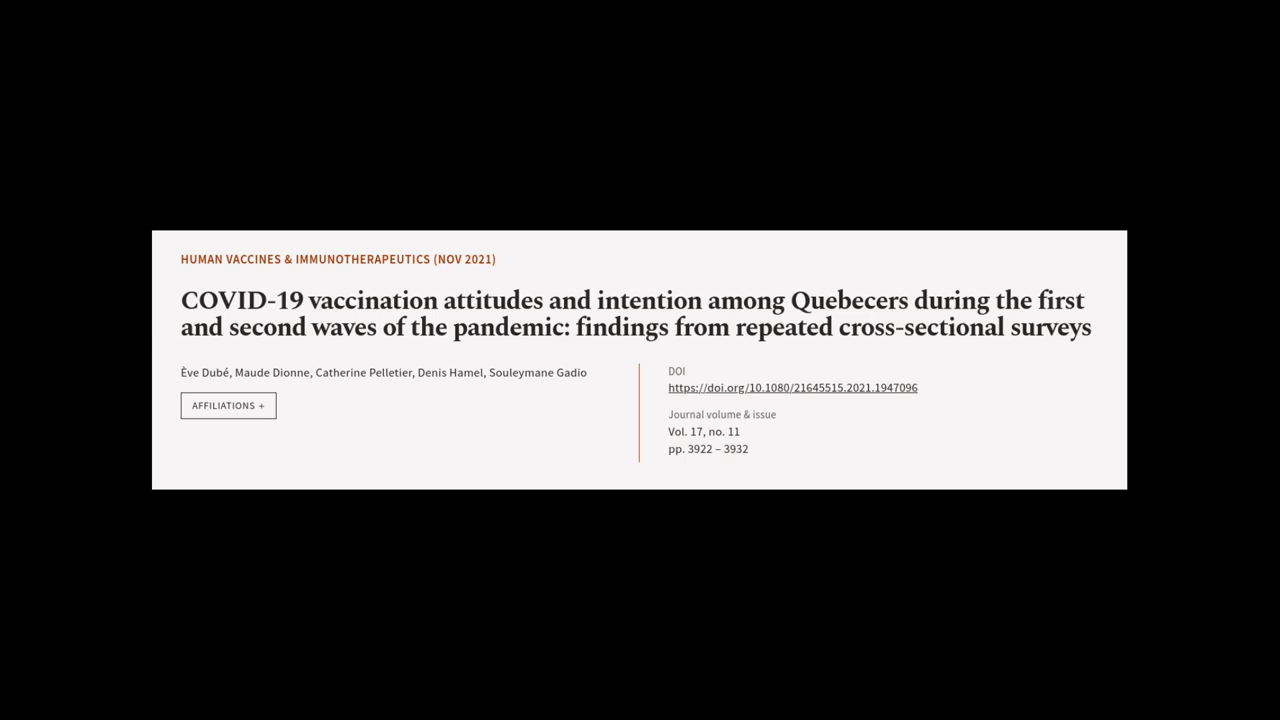 HUMAN VACCINES & IMMUNOTHERAPEUTICS (NOV 2021)
COVID-19 vaccination attitudes and intention among Quebecers during the first
and second waves of the pandemic: findings from repeated cross-sectional surveys
Ève Dubé, Maude Dionne, Catherine Pelletier, Denis Hamel, Souleymane Gadio
AFFILIATIONS +
DOI
https://doi.org/10.1080/21645515.2021.1947096
Journal volume & issue
Vol. 17, no. 11
pp. 3922 – 3932